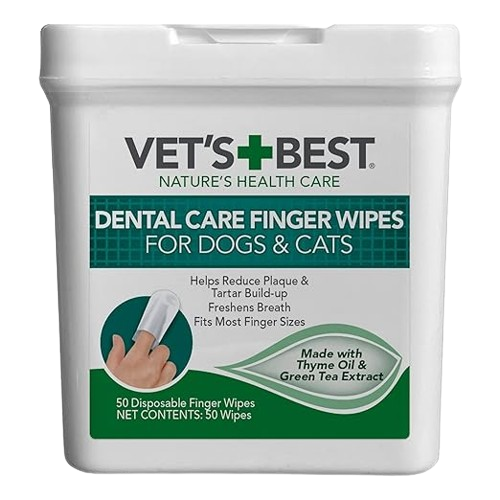 VET'S+BEST®
NATURE'S HEALTH CARE
DENTAL CARE FINGER WIPES
FOR DOGS & CATS
Helps Reduce Plaque &
Tartar Build-up
Freshens Breath
Fits Most Finger Sizes
Made with
Thyme Oil &
Green Tea Extract
50 Disposable Finger Wipes
NET CONTENTS: 50 Wipes